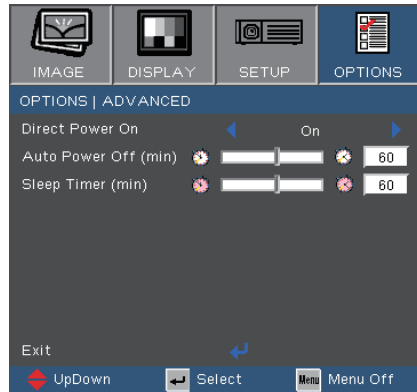 IMAGE DISPLAY SETUP OPTIONS
OPTIONS | ADVANCED
Direct Power On On
Auto Power Off (min) 60
Sleep Timer (min) 60
Exit
UpDown Select Menu Menu Off